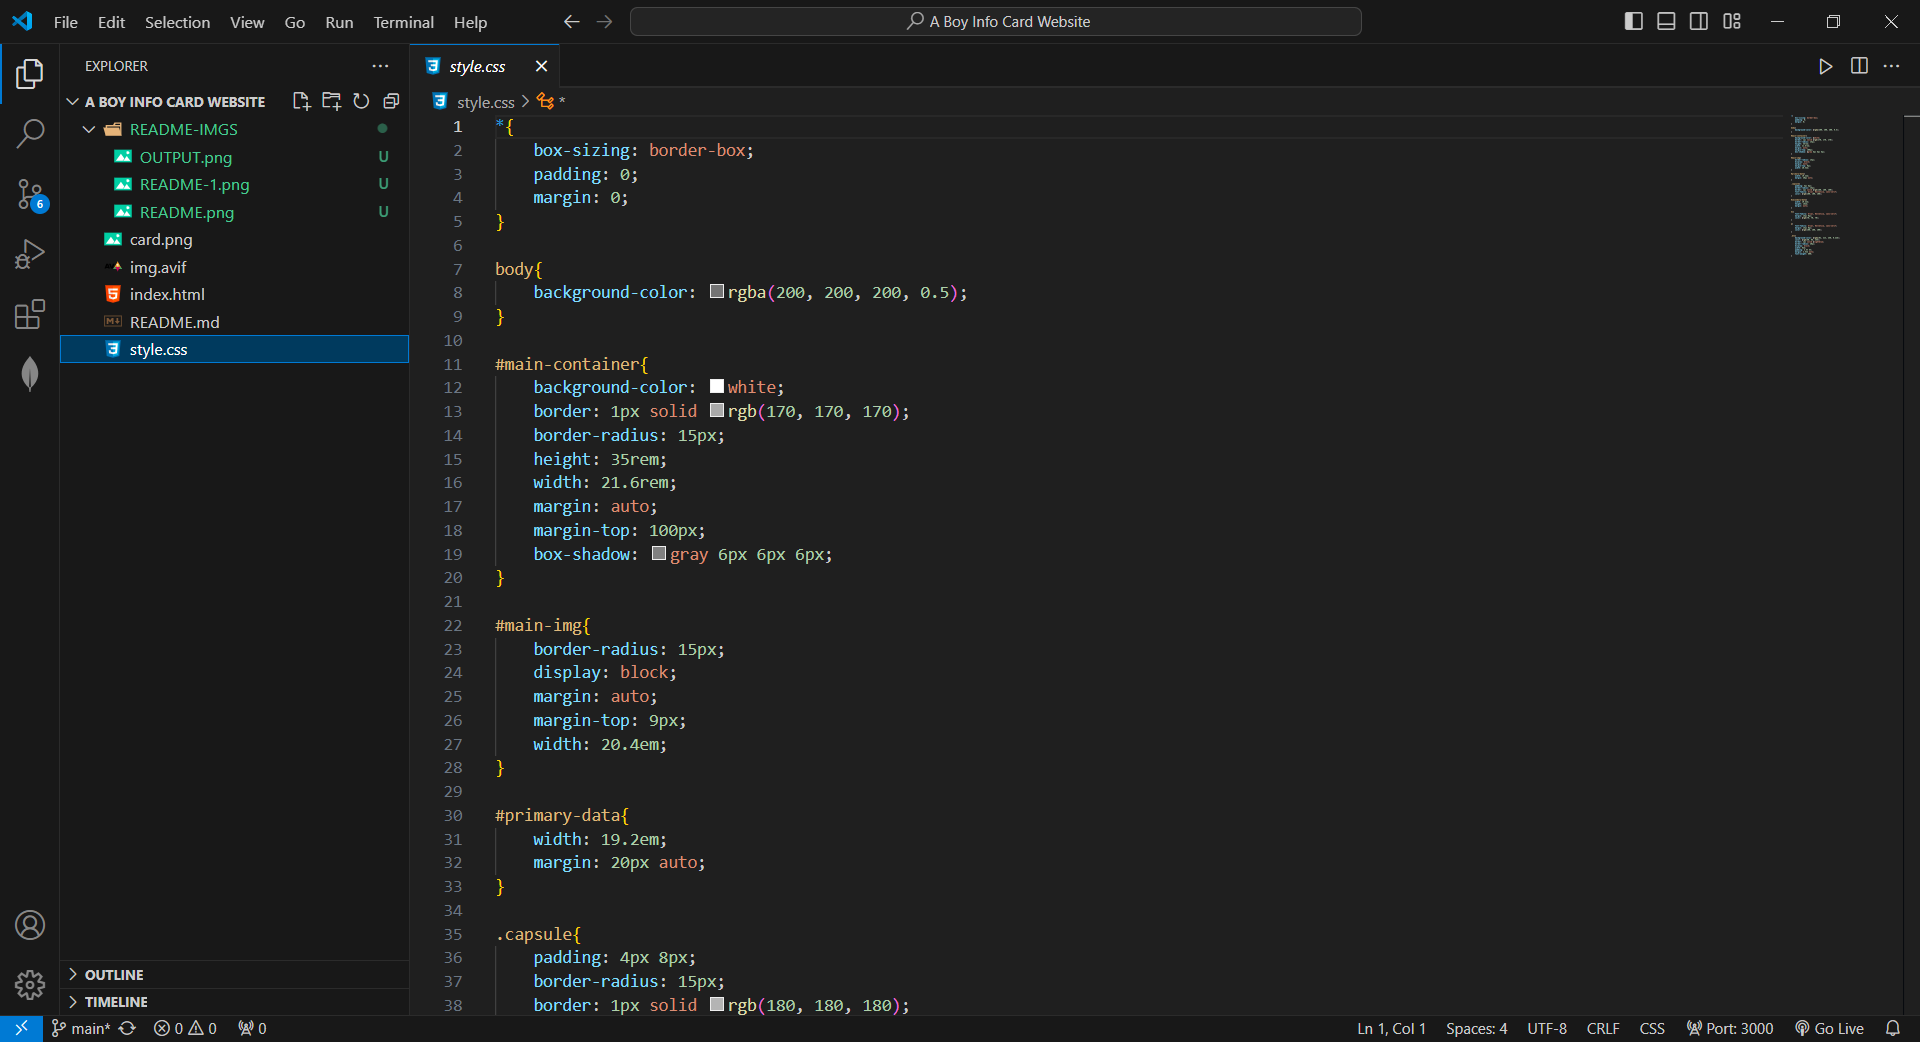 File Edit Selection View Go Run Terminal Help
A Boy Info Card Website
EXPLORER
A BOY INFO CARD WEBSITE
README-IMGS
OUTPUT.png U
README-1.png U
README.png U
card.png
img.avif
index.html
README.md
style.css
OUTLINE
TIMELINE
6
style.css
style.css > *
1 *{
2 box-sizing: border-box;
3 padding: 0;
4 margin: 0;
5 }
6
7 body{
8 background-color: rgba(200, 200, 200, 0.5);
9 }
10
11 #main-container{
12 background-color: white;
13 border: 1px solid rgb(170, 170, 170);
14 border-radius: 15px;
15 height: 35rem;
16 width: 21.6rem;
17 margin: auto;
18 margin-top: 100px;
19 box-shadow: gray 6px 6px 6px;
20 }
21
22 #main-img{
23 border-radius: 15px;
24 display: block;
25 margin: auto;
26 margin-top: 9px;
27 width: 20.4em;
28 }
29
30 #primary-data{
31 width: 19.2em;
32 margin: 20px auto;
33 }
34
35 .capsule{
36 padding: 4px 8px;
37 border-radius: 15px;
38 border: 1px solid rgb(180, 180, 180);
main* 0 0 0
Ln 1, Col 1 Spaces: 4 UTF-8 CRLF CSS Port: 3000 Go Live